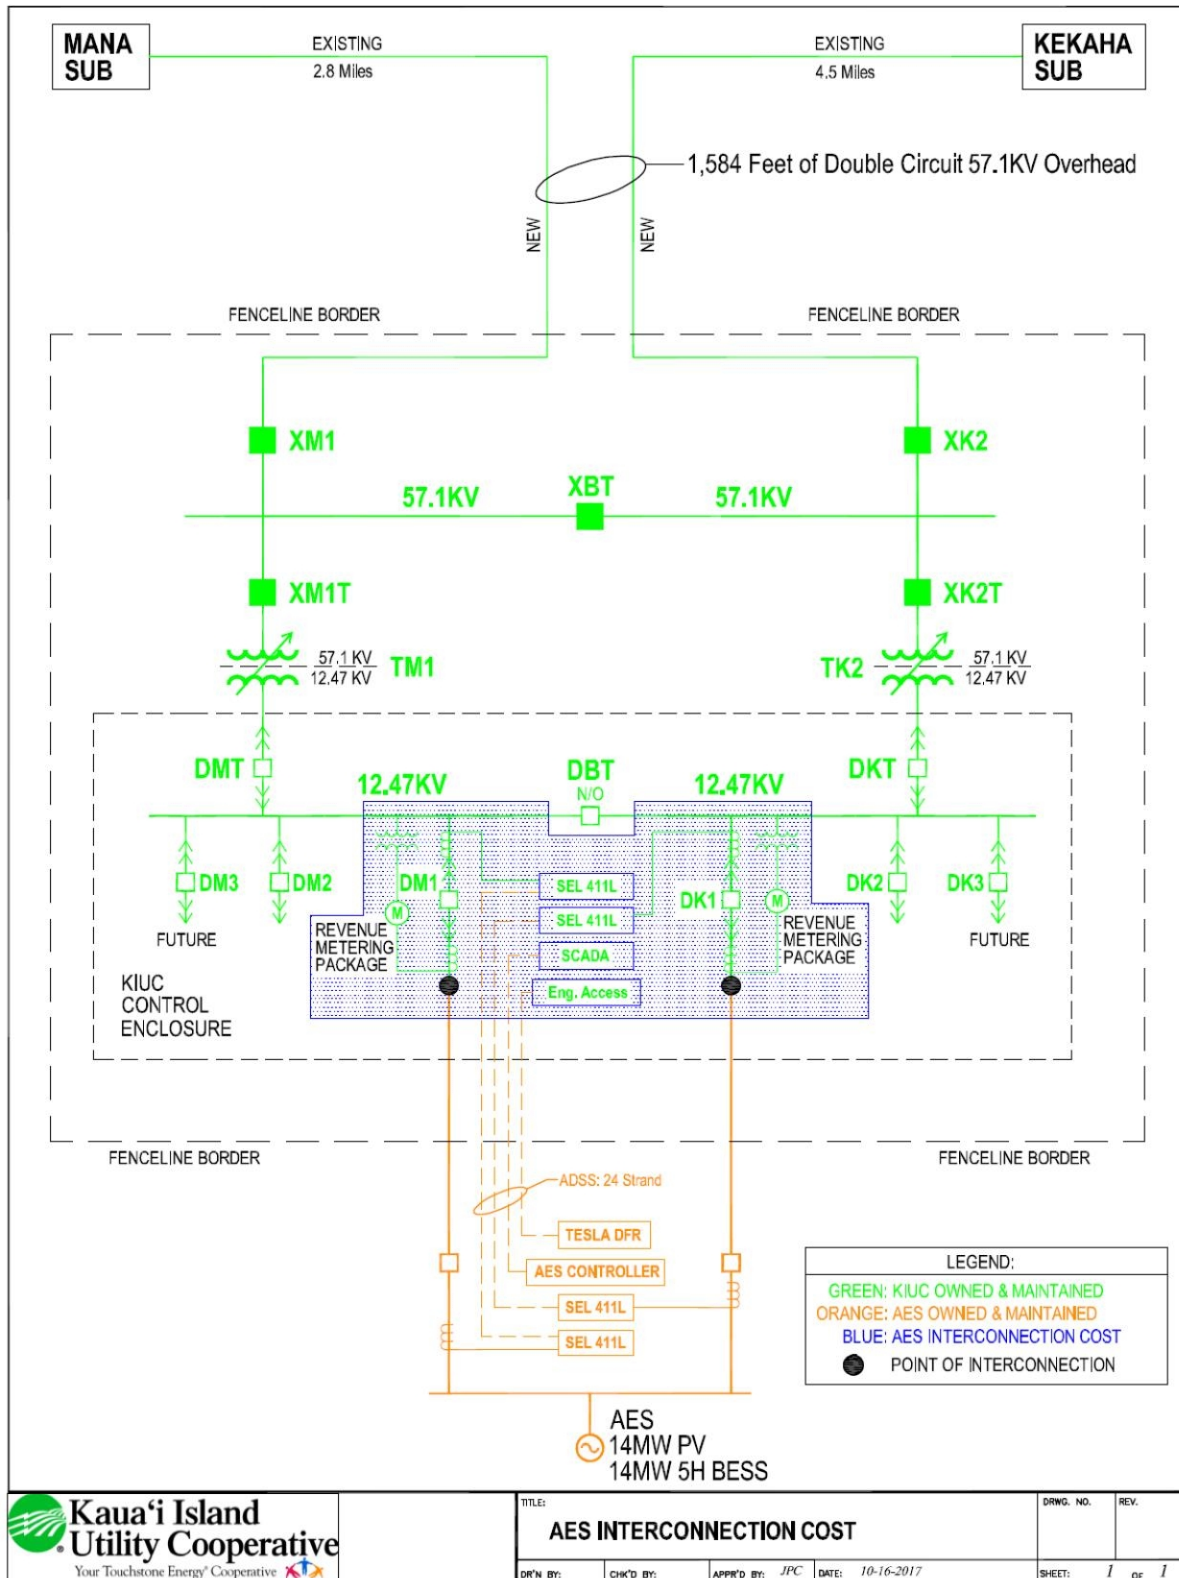 MANA
SUB
EXISTING
2.8 Miles
EXISTING
4.5 Miles
KEKAHA
SUB
1,584 Feet of Double Circuit 57.1KV Overhead
NEW
NEW
FENCELINE BORDER
FENCELINE BORDER
XM1
XK2
57.1KV
XBT
57.1KV
XM1T
XK2T
57.1 KV
12.47 KV
TM1
TK2
57.1 KV
12.47 KV
DMT
12.47KV
DBT
N/O
12.47KV
DKT
DM3
DM2
DM1
SEL 411L
SEL 411L
DK1
DK2
DK3
M
M
FUTURE
REVENUE
METERING
PACKAGE
SCADA
Eng. Access
REVENUE
METERING
PACKAGE
FUTURE
KIUC
CONTROL
ENCLOSURE
FENCELINE BORDER
FENCELINE BORDER
ADSS: 24 Strand
TESLA DFR
AES CONTROLLER
SEL 411L
SEL 411L
LEGEND:
GREEN: KIUC OWNED & MAINTAINED
ORANGE: AES OWNED & MAINTAINED
BLUE: AES INTERCONNECTION COST
POINT OF INTERCONNECTION
AES
14MW PV
14MW 5H BESS
Kaua‘i Island
Utility Cooperative
Your Touchstone Energy® Cooperative
TITLE:
AES INTERCONNECTION COST
DRWG. NO.
REV.
DR'N BY:
CHK'D BY:
APPR'D BY: JPC
DATE: 10-16-2017
SHEET: 1 OF 1